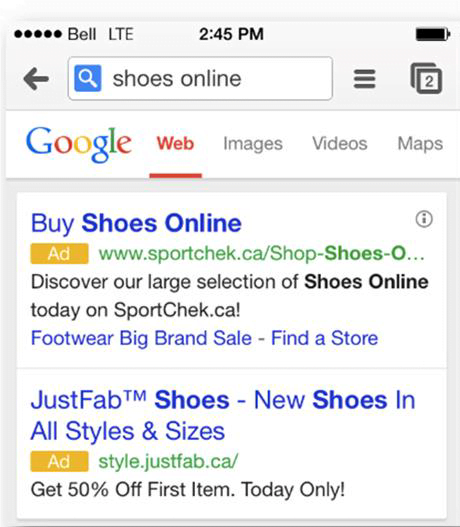 Bell LTE 2:45 PM
shoes online 2
Google Web Images Videos Maps
Buy Shoes Online
Ad www.sportchek.ca/Shop-Shoes-O...
Discover our large selection of Shoes Online
today on SportChek.ca!
Footwear Big Brand Sale - Find a Store
JustFab™ Shoes - New Shoes In
All Styles & Sizes
Ad style.justfab.ca/
Get 50% Off First Item. Today Only!